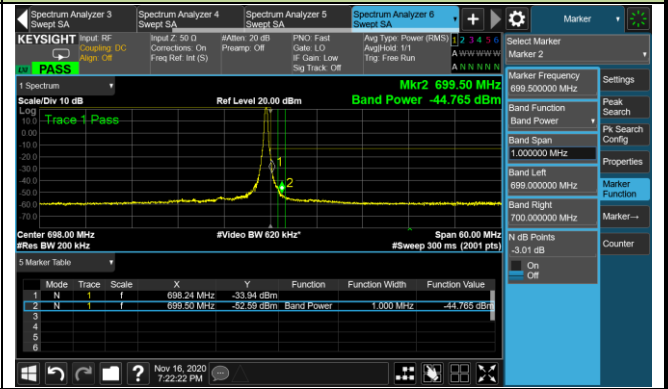 Spectrum Analyzer 3
Swept SA
Spectrum Analyzer 4
Swept SA
Spectrum Analyzer 5
Swept SA
Spectrum Analyzer 6
Swept SA
Marker
KEYSIGHT
Input: RF
Coupling: DC
Align: Off
Input Z: 50 Ω
Corrections: On
Freq Ref: Int (S)
#Atten: 20 dB
Preamp: Off
PNO: Fast
Gate: LO
IF Gain: Low
Sig Track: Off
Avg Type: Power (RMS)
Avg|Hold: 1/1
Trig: Free Run
1 2 3 4 5 6
A W W W W W
A N N N N N
PASS
Select Marker
Marker 2
1 Spectrum
Scale/Div 10 dB
Ref Level 20.00 dBm
Mkr2 699.50 MHz
Band Power -44.765 dBm
Log
Trace 1 Pass
10.0
0.00
-10.0
-20.0
-30.0
-40.0
-50.0
-60.0
-70.0
1
2
Center 698.00 MHz
#Res BW 200 kHz
#Video BW 620 kHz*
Span 60.00 MHz
#Sweep 300 ms (2001 pts)
5 Marker Table
Mode Trace Scale X Y Function Function Width Function Value
1 N 1 f 698.24 MHz -33.94 dBm
2 N 1 f 699.50 MHz -52.59 dBm Band Power 1.000 MHz -44.765 dBm
3
4
5
6
Marker Frequency
699.500000 MHz
Band Function
Band Power
Band Span
1.000000 MHz
Band Left
699.000000 MHz
Band Right
700.000000 MHz
N dB Points
-3.01 dB
On
Off
Settings
Peak
Search
Pk Search
Config
Properties
Marker
Function
Marker→
Counter
?
Nov 16, 2020
7:22:22 PM